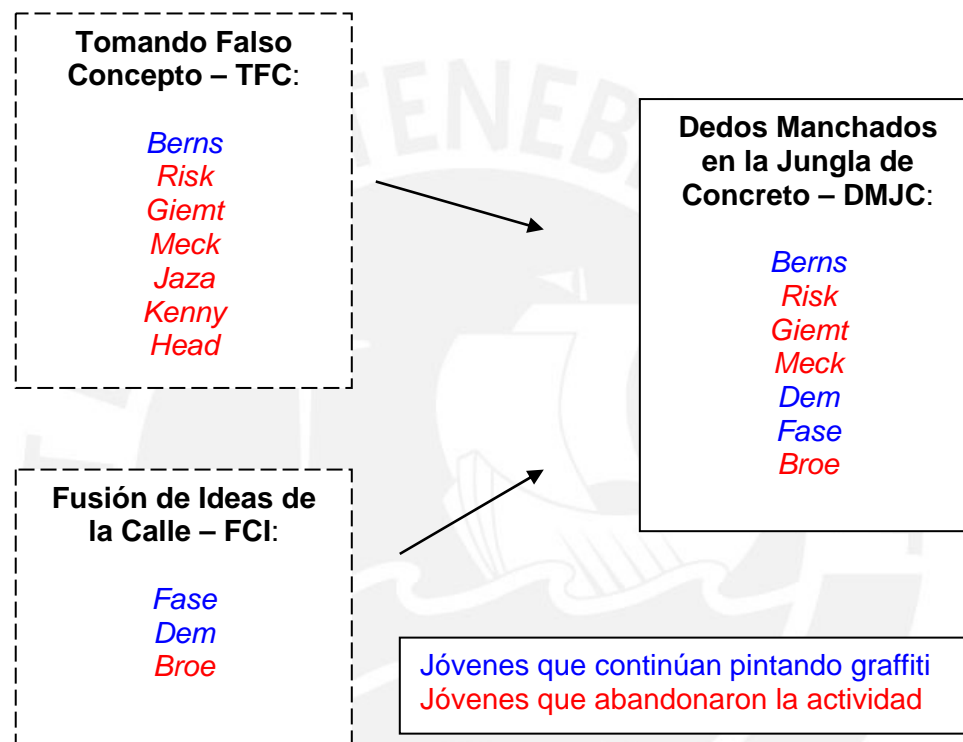 Tomando Falso
Concepto – TFC:
Berns
Risk
Giemt
Meck
Jaza
Kenny
Head
Fusión de Ideas de
la Calle – FCI:
Fase
Dem
Broe
Dedos Manchados
en la Jungla de
Concreto – DMJC:
Berns
Risk
Giemt
Meck
Dem
Fase
Broe
Jóvenes que continúan pintando graffiti
Jóvenes que abandonaron la actividad